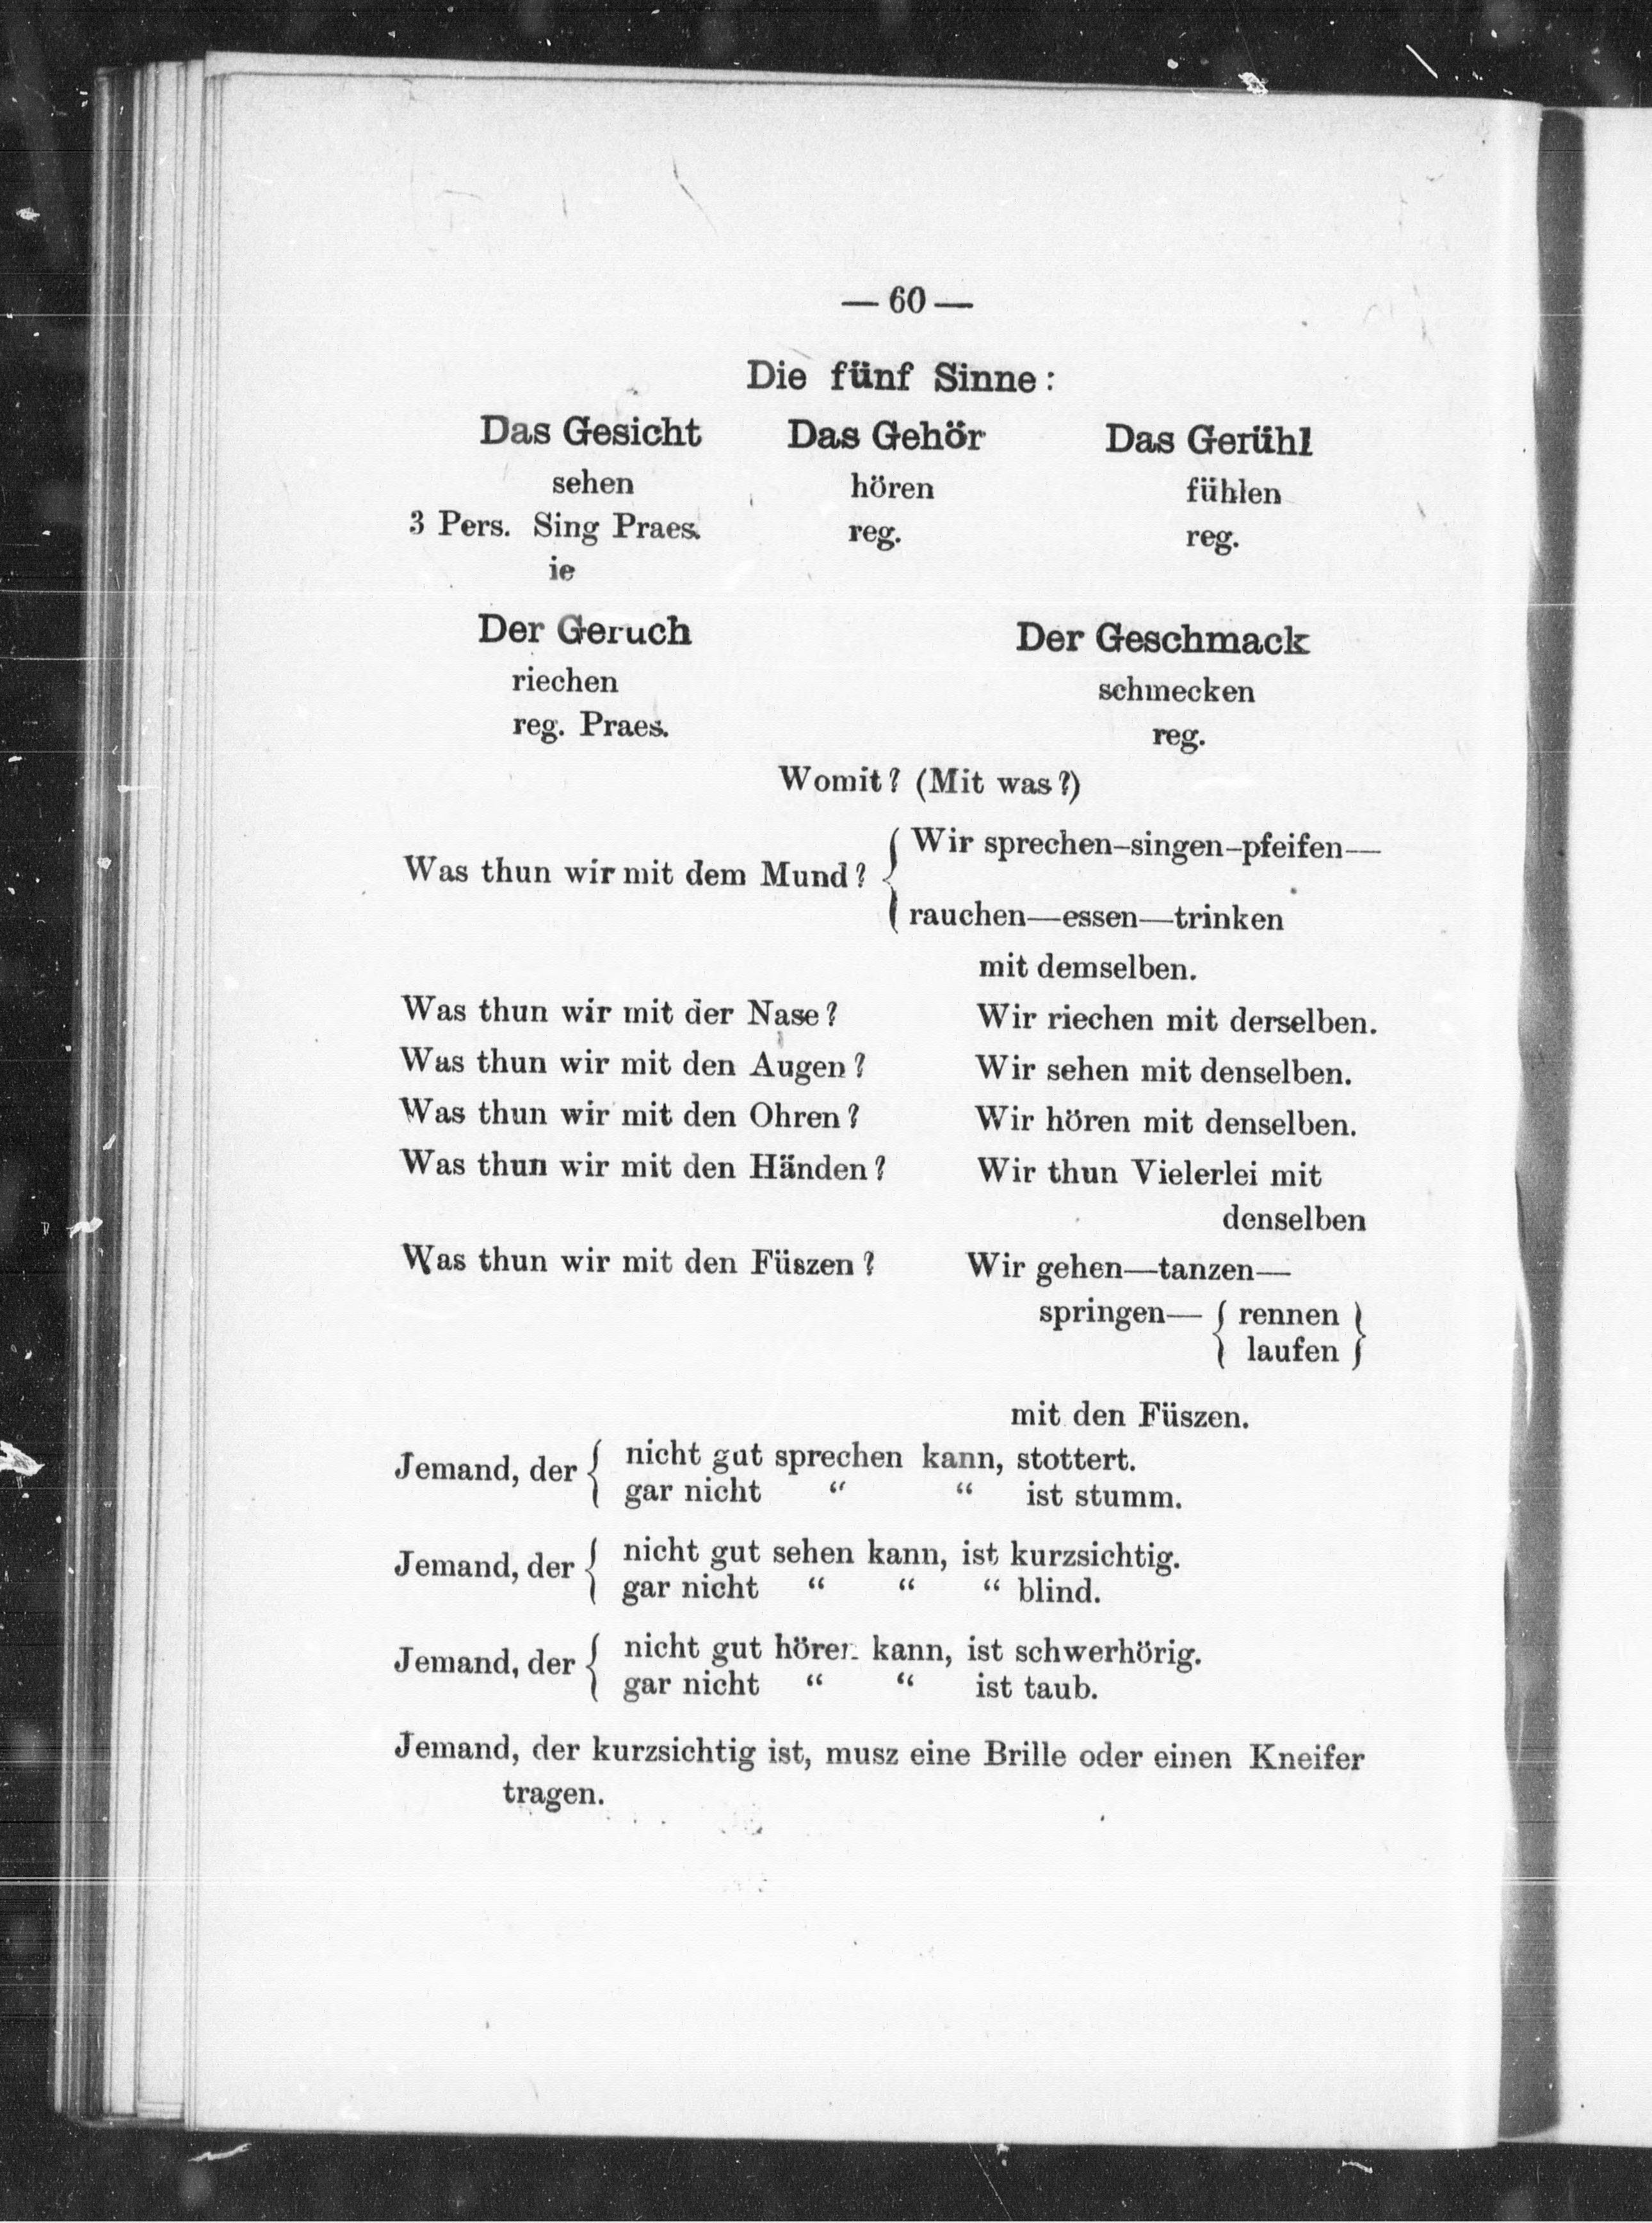 — 60 —
Die fünf Sinne:
Das Gesicht Das Gehör Das Gerühl
sehen hören fühlen
3 Pers. Sing Praes. reg. reg.
ie
Der Geruch Der Geschmack
riechen schmecken
reg. Praes. reg.
Womit? (Mit was?)
Was thun wir mit dem Mund? { Wir sprechen–singen–pfeifen—
rauchen—essen—trinken
mit demselben.
Was thun wir mit der Nase? Wir riechen mit derselben.
Was thun wir mit den Augen? Wir sehen mit denselben.
Was thun wir mit den Ohren? Wir hören mit denselben.
Was thun wir mit den Händen? Wir thun Vielerlei mit
denselben
Was thun wir mit den Füszen? Wir gehen—tanzen—
springen— { rennen }
laufen
mit den Füszen.
Jemand, der { nicht gut sprechen kann, stottert.
gar nicht “ “ ist stumm.
Jemand, der { nicht gut sehen kann, ist kurzsichtig.
gar nicht “ “ “ blind.
Jemand, der { nicht gut hören kann, ist schwerhörig.
gar nicht “ “ ist taub.
Jemand, der kurzsichtig ist, musz eine Brille oder einen Kneifer
tragen.